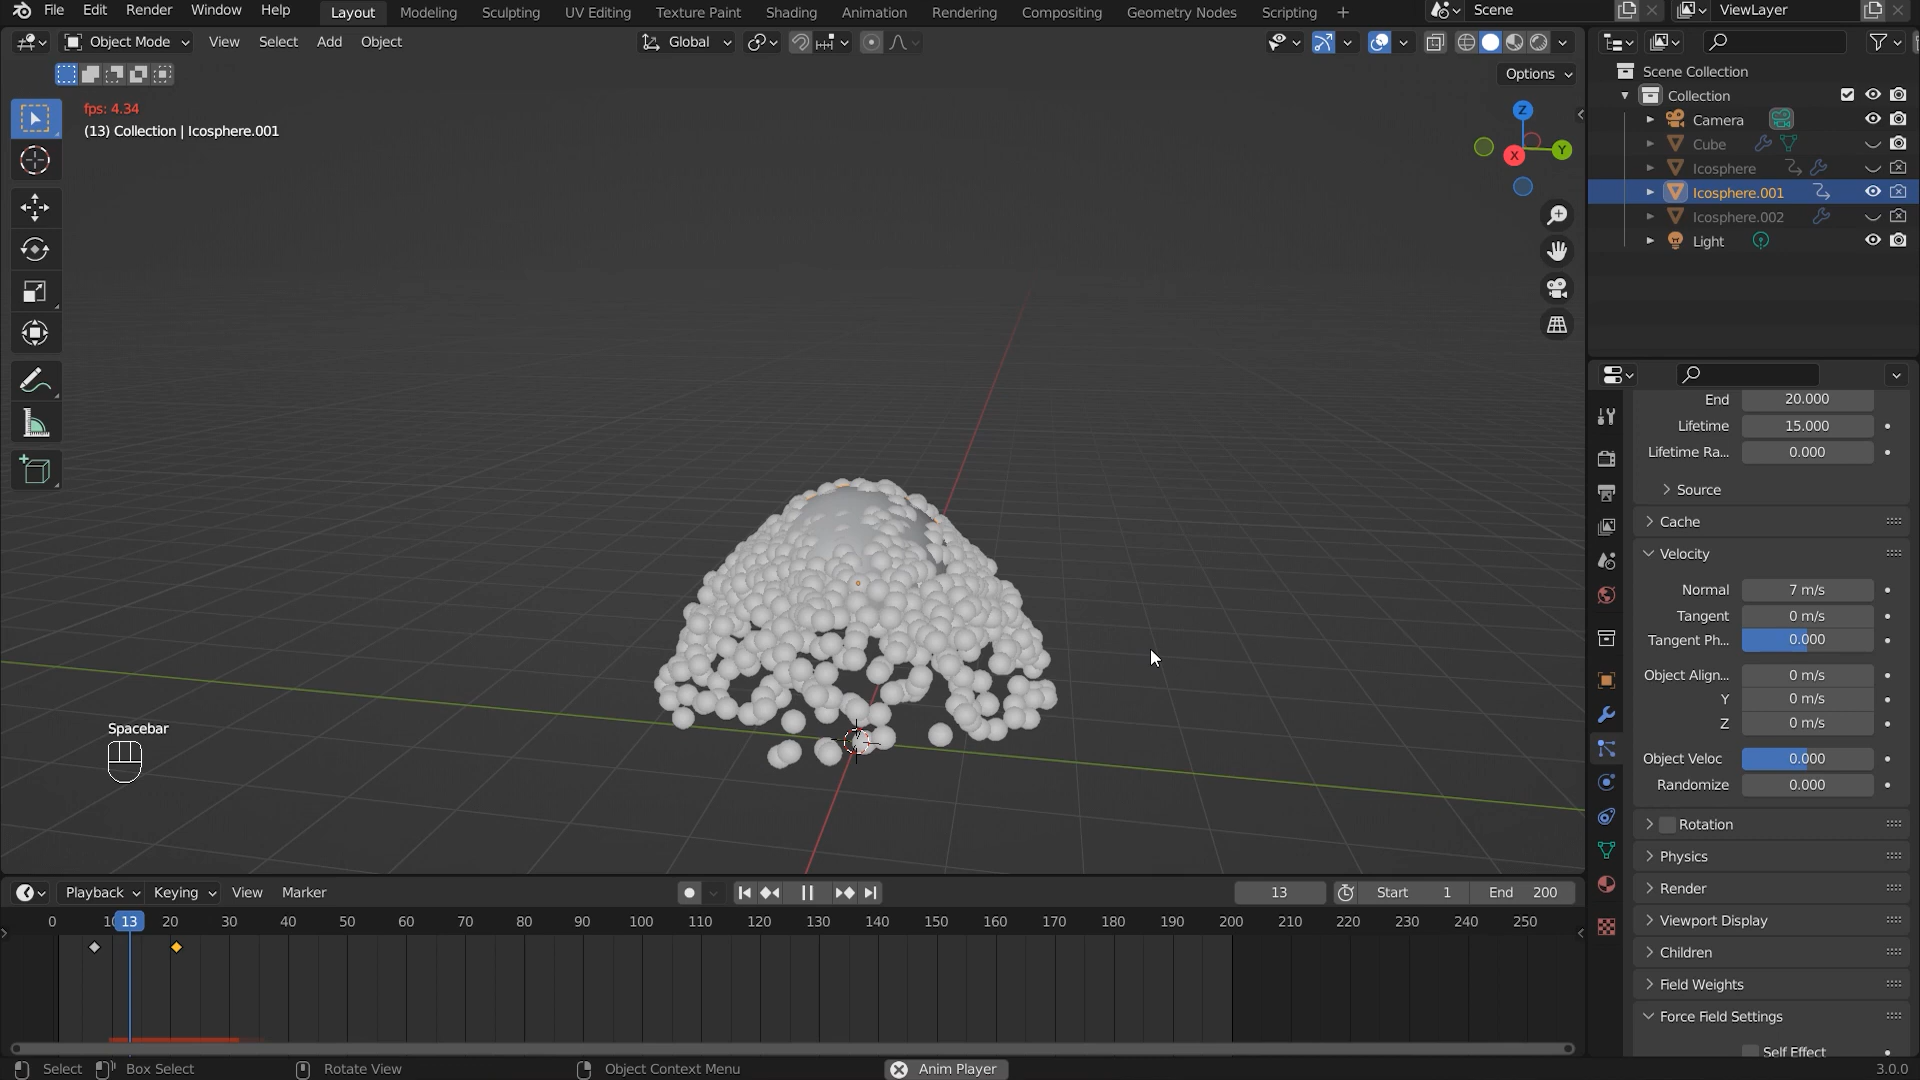 File Edit Render Window Help Layout Modeling Sculpting UV Editing Texture Paint Shading Animation Rendering Compositing Geometry Nodes Scripting + Scene ViewLayer
Object Mode View Select Add Object Global
Options
fps: 4.34
(13) Collection | Icosphere.001
Z
X
Y
Scene Collection
Collection
Camera
Cube
Icosphere
Icosphere.001
Icosphere.002
Light
End 20.000
Lifetime 15.000
Lifetime Ra... 0.000
Source
Cache
Velocity
Normal 7 m/s
Tangent 0 m/s
Tangent Ph... 0.000
Object Align... 0 m/s
Y 0 m/s
Z 0 m/s
Object Veloc 0.000
Randomize 0.000
Rotation
Physics
Render
Viewport Display
Children
Field Weights
Force Field Settings
Self Effect
Spacebar
Playback Keying View Marker 13 Start 1 End 200
0 10 13 20 30 40 50 60 70 80 90 100 110 120 130 140 150 160 170 180 190 200 210 220 230 240 250
Select Box Select Rotate View Object Context Menu Anim Player 3.0.0